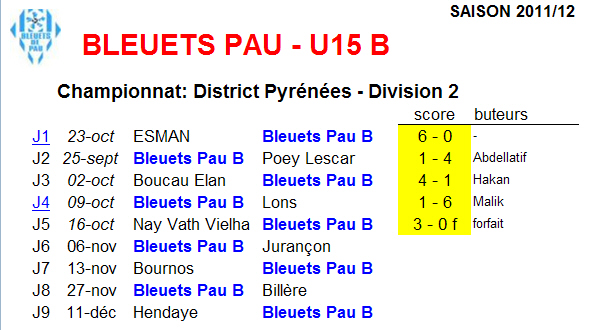 BLEUETS DE PAU
SAISON 2011/12
BLEUETS PAU - U15 B
Championnat: District Pyrénées - Division 2
score buteurs
J1 23-oct ESMAN Bleuets Pau B 6 - 0 -
J2 25-sept Bleuets Pau B Poey Lescar 1 - 4 Abdellatif
J3 02-oct Boucau Elan Bleuets Pau B 4 - 1 Hakan
J4 09-oct Bleuets Pau B Lons 1 - 6 Malik
J5 16-oct Nay Vath Vielha Bleuets Pau B 3 - 0 f forfait
J6 06-nov Bleuets Pau B Jurançon
J7 13-nov Bournos Bleuets Pau B
J8 27-nov Bleuets Pau B Billère
J9 11-déc Hendaye Bleuets Pau B